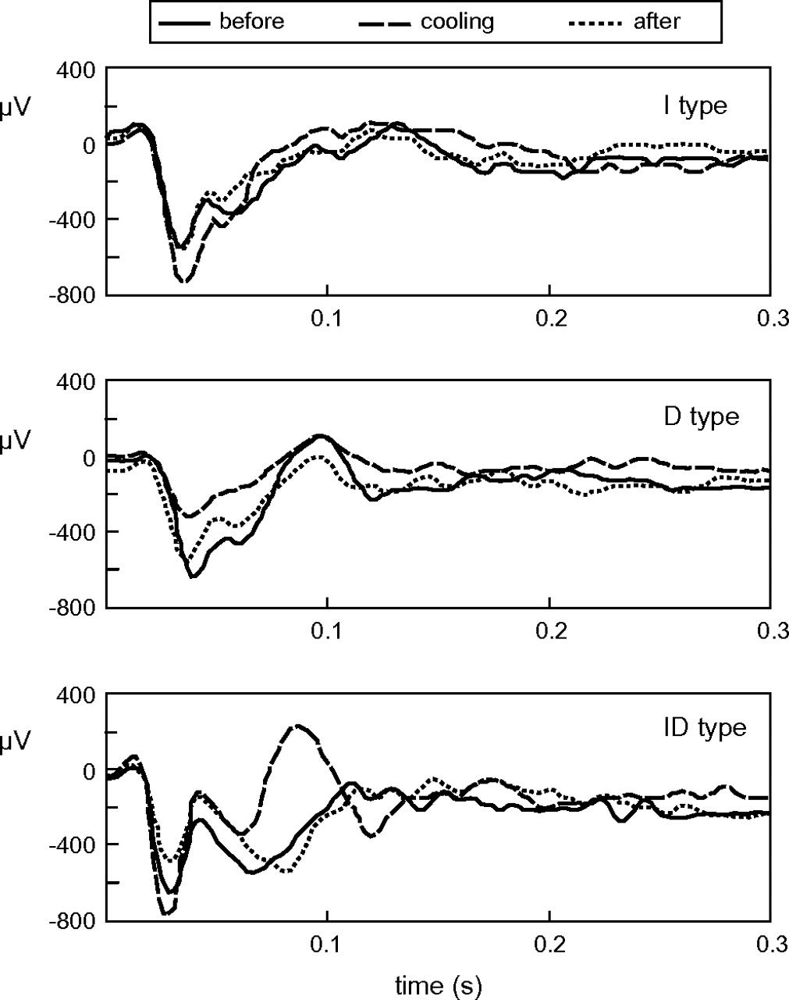 before cooling after
400
µV
I type
0
-400
-800
0.1 0.2 0.3
400
D type
µV
0
-400
-800
0.1 0.2 0.3
400
ID type
µV
0
-400
-800
0.1 0.2 0.3
time (s)